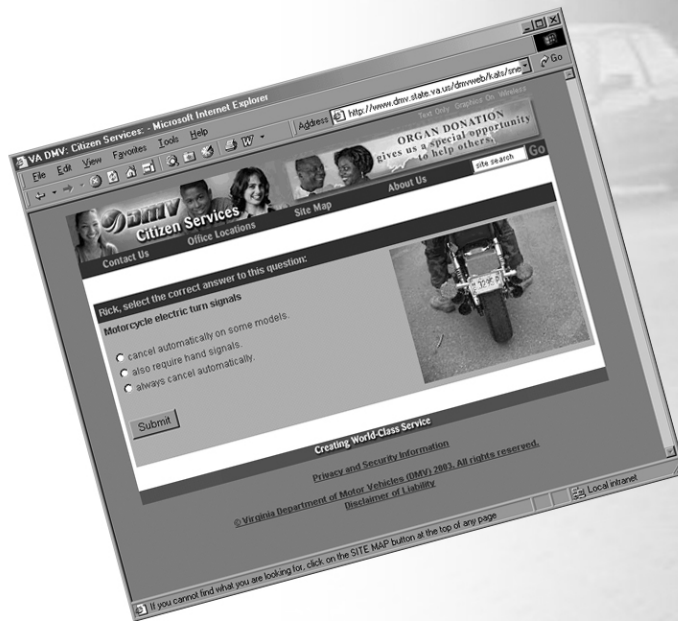 VA DMV: Citizen Services: - Microsoft Internet Explorer
File Edit View Favorites Tools Help
Address http://www.dmv.state.va.us/dmvweb/kats/sne Go
Text Only Graphics On Wireless
ORGAN DONATION
gives us a special opportunity
to help others.
DMV
Citizen Services
site search GO
Contact Us Office Locations Site Map About Us
Rick, select the correct answer to this question:
Motorcycle electric turn signals
cancel automatically on some models.
also require hand signals.
always cancel automatically.
Submit
Creating World-Class Service
Privacy and Security Information
© Virginia Department of Motor Vehicles (DMV) 2003. All rights reserved.
Disclaimer of Liability
If you cannot find what you are looking for, click on the SITE MAP button at the top of any page
Local intranet